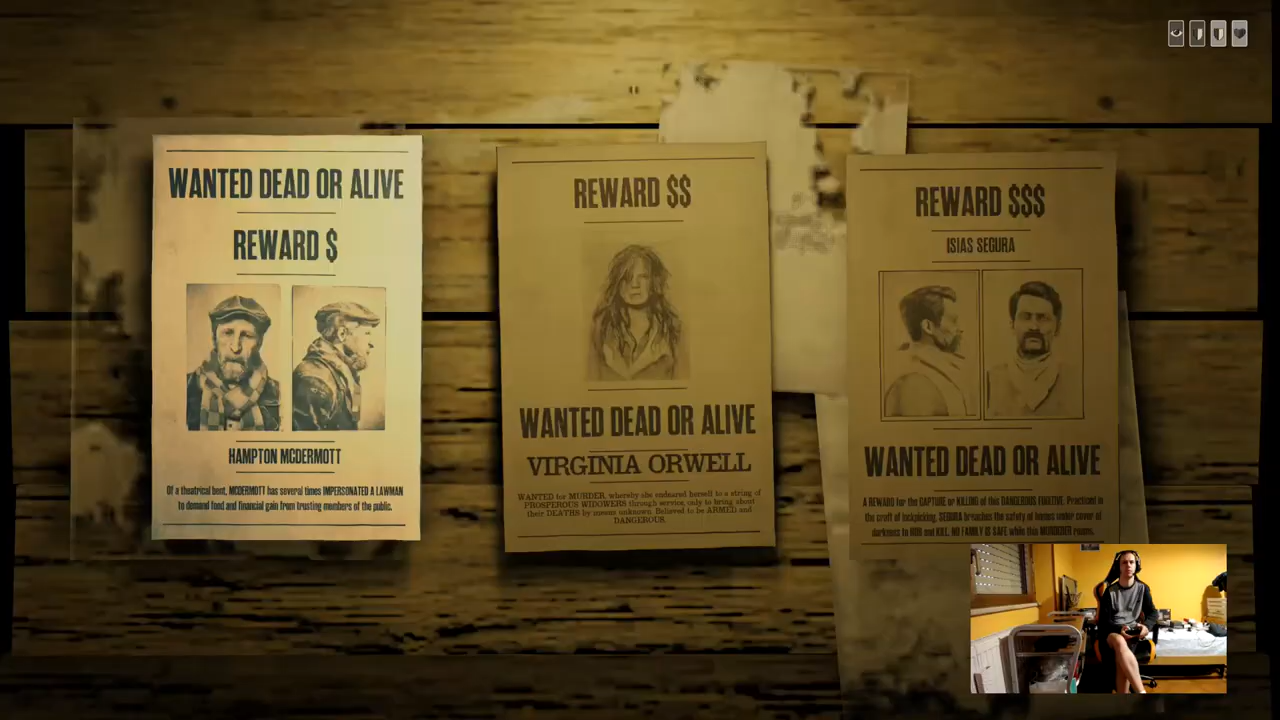 WANTED DEAD OR ALIVE
REWARD $
HAMPTON MCDERMOTT
Of a theatrical bent, MCDERMOTT has several times IMPERSONATED A LAWMAN
to demand food and financial gain from trusting members of the public.
REWARD $$
WANTED DEAD OR ALIVE
VIRGINIA ORWELL
WANTED for MURDER, whereby she endeared herself to a string of
PROSPEROUS WIDOWERS through service, only to bring about
their DEATHS by means unknown. Believed to be ARMED and
DANGEROUS.
REWARD $$$
ISIAS SEGURA
WANTED DEAD OR ALIVE
A REWARD for the CAPTURE or KILLING of this DANGEROUS FUGITIVE. Practiced in
the craft of lockpicking, SEGURA breaches the safety of homes under cover of
darkness to ROB and KILL. NO FAMILY IS SAFE while this MURDERER roams.